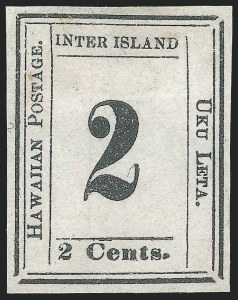 INTER ISLAND
HAWAIIAN POSTAGE.
2
UKU LETA.
2 Cents.